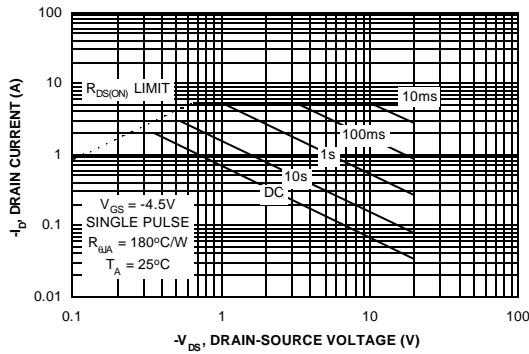 100
10
1
0.1
0.01
-I_D, DRAIN CURRENT (A)
R_DS(ON) LIMIT
10ms
100ms
1s
10s
DC
V_GS = -4.5V
SINGLE PULSE
R_θJA = 180°C/W
T_A = 25°C
0.1
1
10
100
-V_DS, DRAIN-SOURCE VOLTAGE (V)